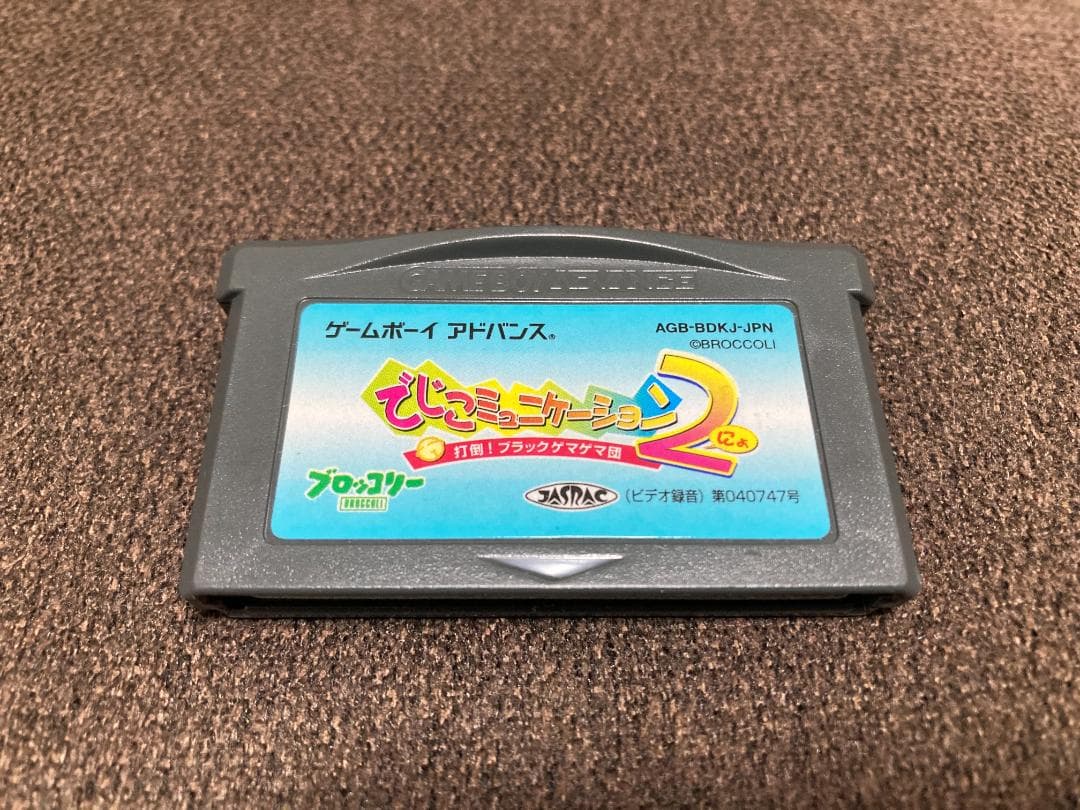 GAME BOY ADVANCE
ゲームボーイ アドバンス®
AGB-BDKJ-JPN
©BROCCOLI
でじこミュニケーション2
にょ
打倒!ブラックゲマゲマ団
ブロッコリー
BROCCOLI
JASRAC (ビデオ録音) 第040747号